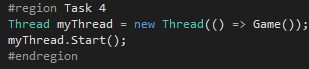 #region Task 4
Thread myThread = new Thread(() => Game());
myThread.Start();
#endregion